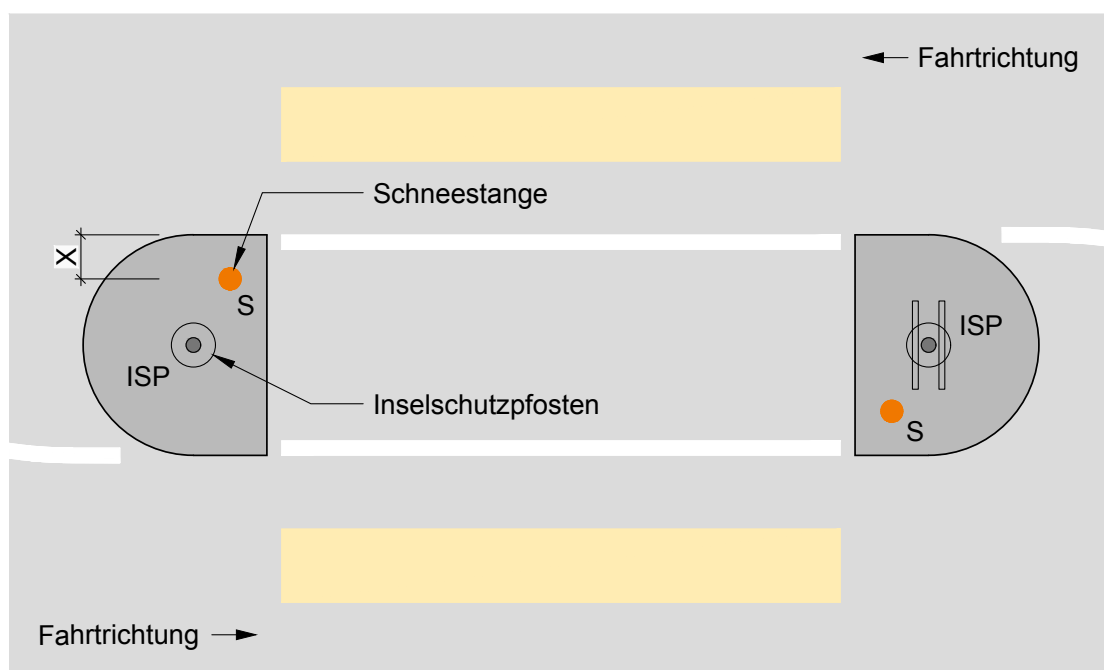 Fahrtrichtung
Schneestange
X
S
ISP
ISP
Inselschutzpfosten
S
Fahrtrichtung